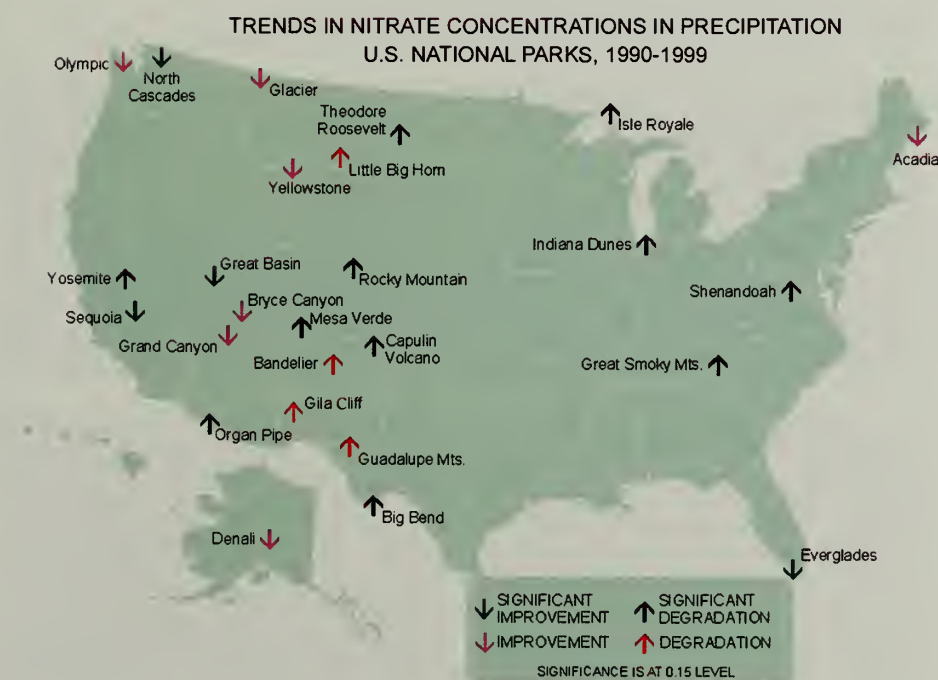 TRENDS IN NITRATE CONCENTRATIONS IN PRECIPITATION
U.S. NATIONAL PARKS, 1990-1999
Olympic
North
Cascades
Glacier
Theodore
Roosevelt
Isle Royale
Acadia
Little Big Horn
Yellowstone
Indiana Dunes
Yosemite
Great Basin
Rocky Mountain
Shenandoah
Sequoia
Bryce Canyon
Mesa Verde
Grand Canyon
Capulin
Volcano
Bandelier
Great Smoky Mts.
Gila Cliff
Organ Pipe
Guadalupe Mts.
Big Bend
Denali
Everglades
SIGNIFICANT
IMPROVEMENT
SIGNIFICANT
DEGRADATION
IMPROVEMENT
DEGRADATION
SIGNIFICANCE IS AT 0.15 LEVEL